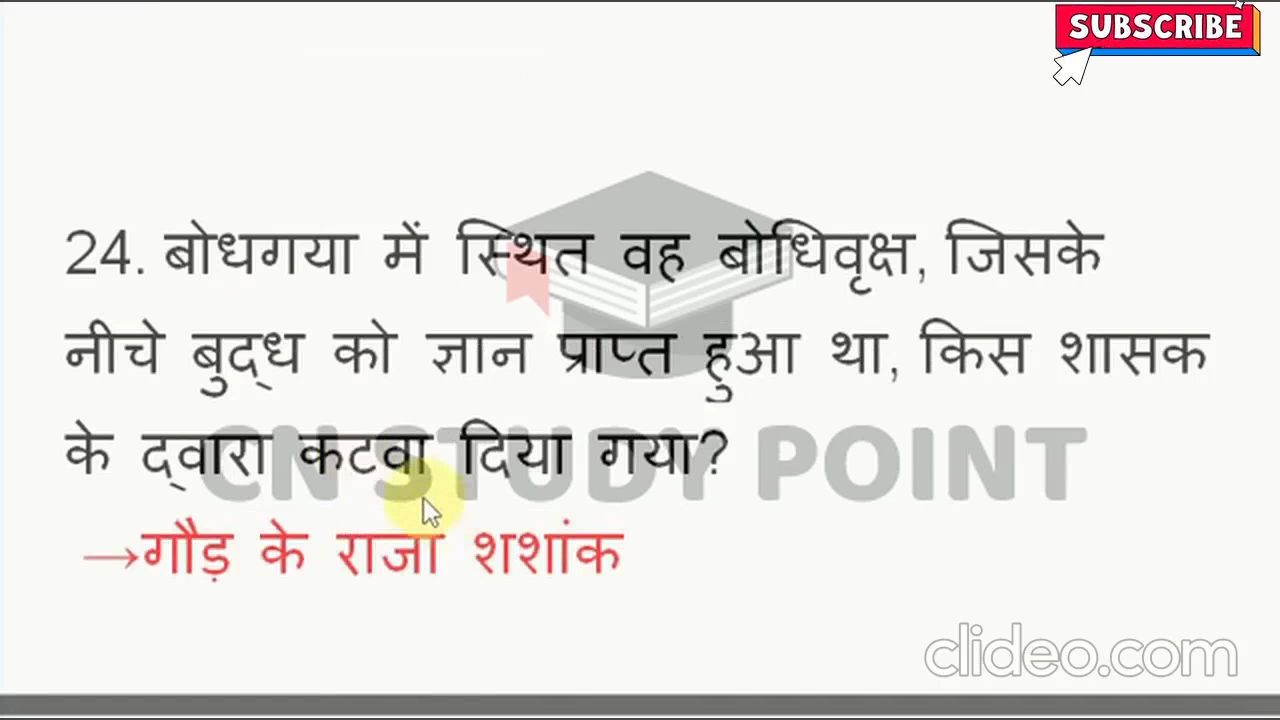 SUBSCRIBE
24. बोधगया में स्थित वह बोधिवृक्ष, जिसके
नीचे बुद्ध को ज्ञान प्राप्त हुआ था, किस शासक
के द्वारा कटवा दिया गया?
CN STUDY POINT
→गौड़ के राजा शशांक
clideo.com